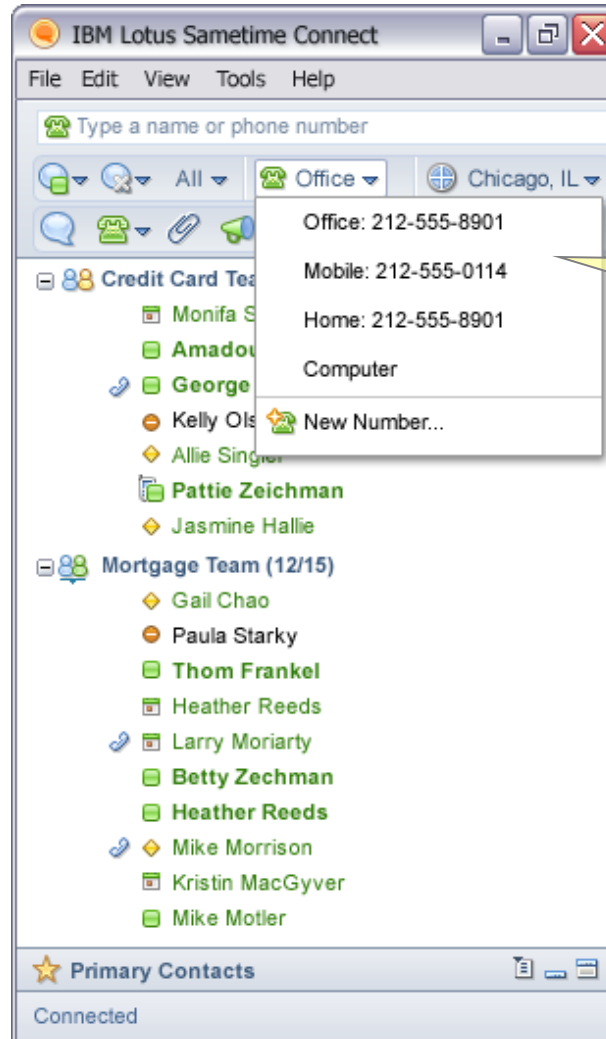 IBM Lotus Sametime Connect
File Edit View Tools Help
Type a name or phone number
All Office Chicago, IL
Office: 212-555-8901
Mobile: 212-555-0114
Home: 212-555-8901
Computer
New Number...
Credit Card Tea
Monifa S
Amadou
George
Kelly Ols
Allie Singler
Pattie Zeichman
Jasmine Hallie
Mortgage Team (12/15)
Gail Chao
Paula Starky
Thom Frankel
Heather Reeds
Larry Moriarty
Betty Zechman
Heather Reeds
Mike Morrison
Kristin MacGyver
Mike Motler
Primary Contacts
Connected